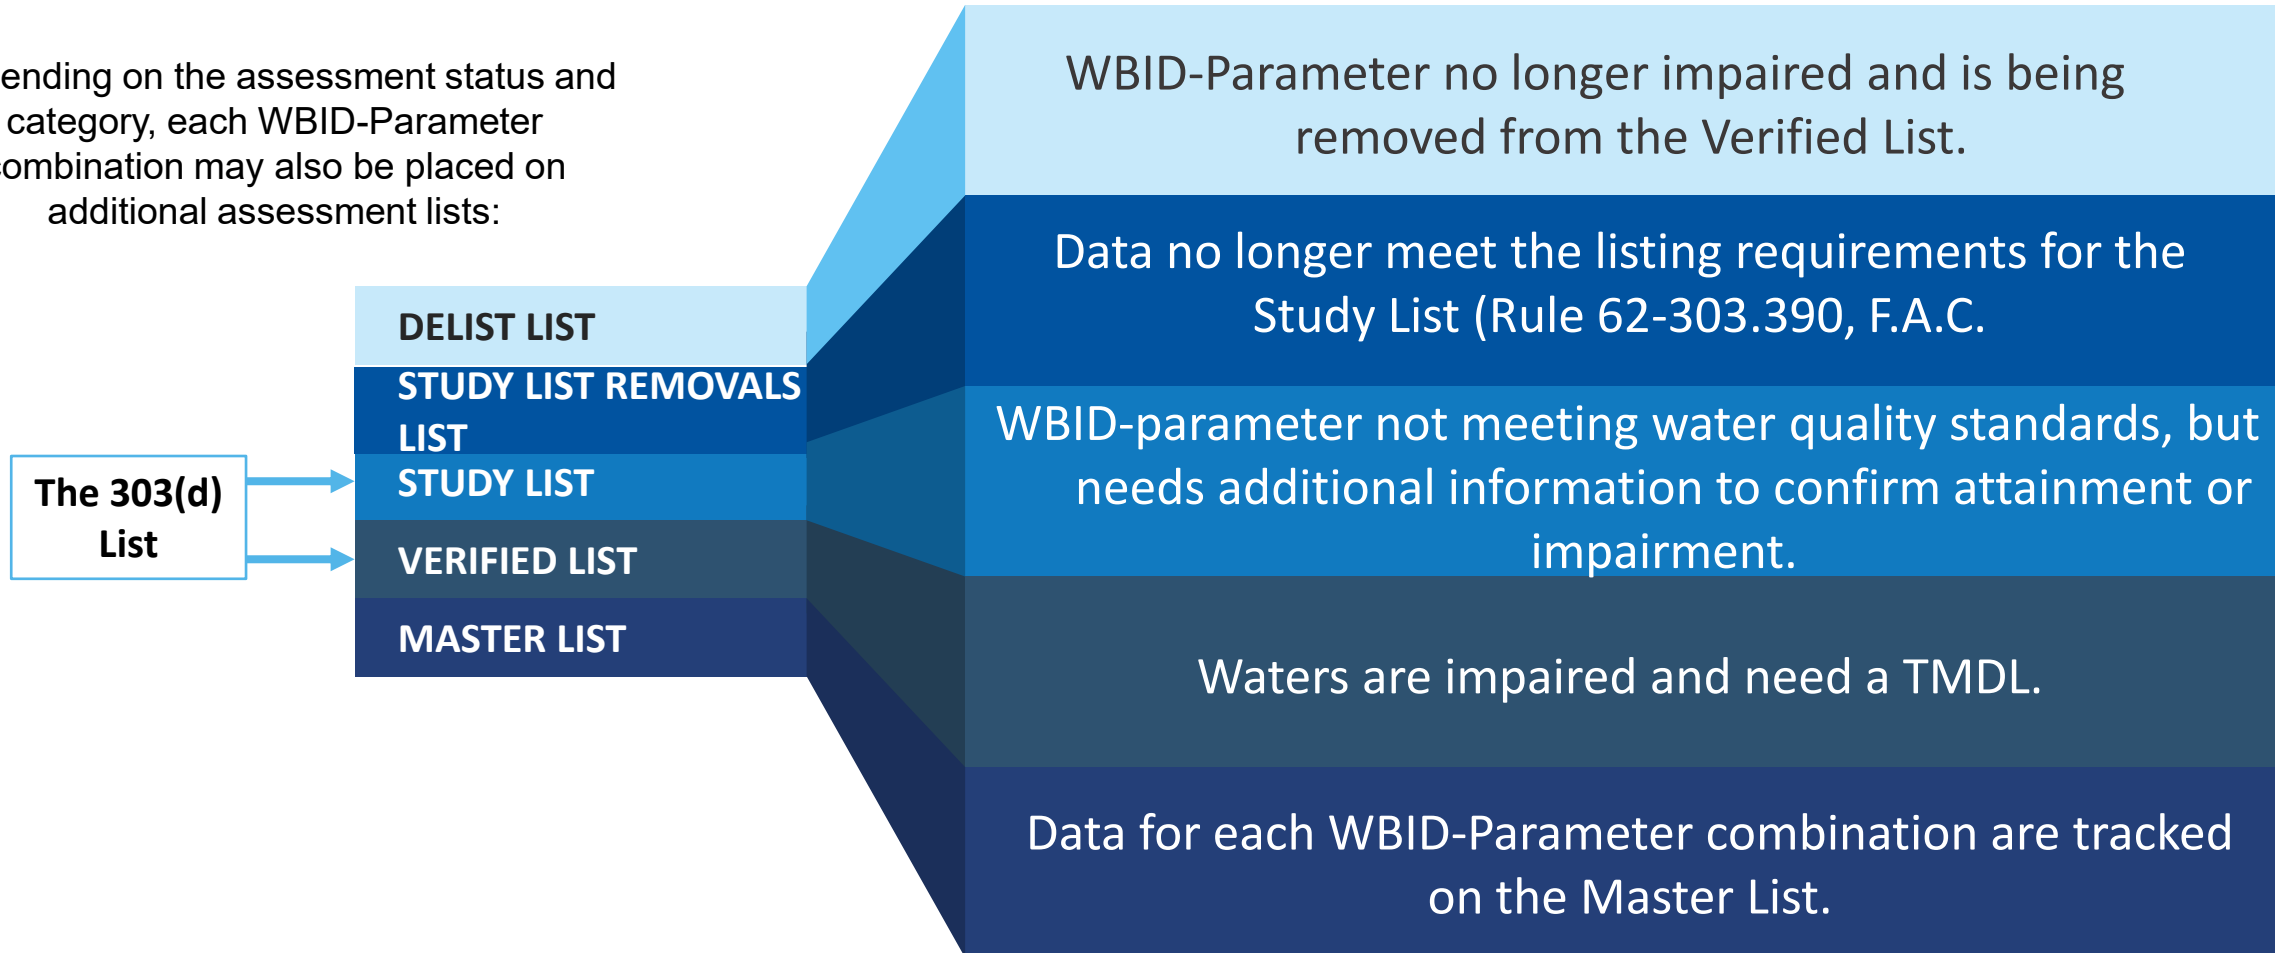 ending on the assessment status and
category, each WBID-Parameter
combination may also be placed on
additional assessment lists:
DELIST LIST
STUDY LIST REMOVALS
LIST
STUDY LIST
VERIFIED LIST
MASTER LIST
The 303(d)
List
WBID-Parameter no longer impaired and is being
removed from the Verified List.
Data no longer meet the listing requirements for the
Study List (Rule 62-303.390, F.A.C.
WBID-parameter not meeting water quality standards, but
needs additional information to confirm attainment or
impairment.
Waters are impaired and need a TMDL.
Data for each WBID-Parameter combination are tracked
on the Master List.